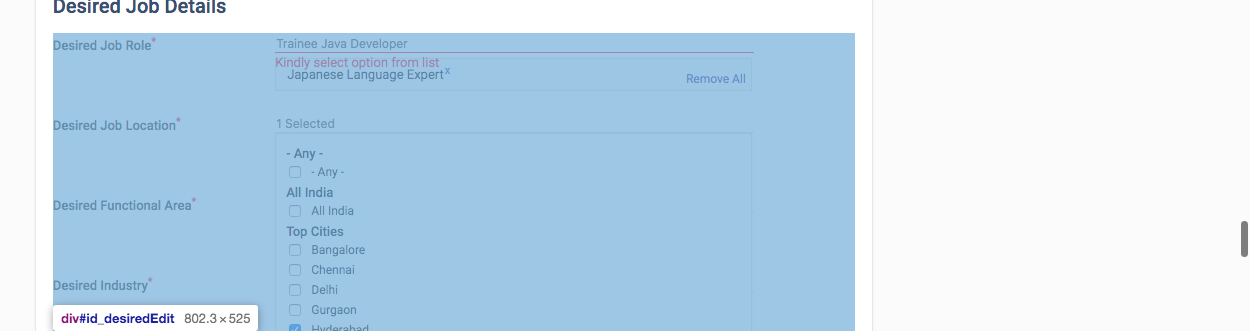 Desired Job Details
Desired Job Role*
Trainee Java Developer
Kindly select option from list
Japanese Language Expert x
Remove All
Desired Job Location*
1 Selected
- Any -
- Any -
All India
All India
Desired Functional Area*
Top Cities
Bangalore
Chennai
Desired Industry*
Delhi
Gurgaon
Hyderabad
div#id_desiredEdit 802.3 × 525